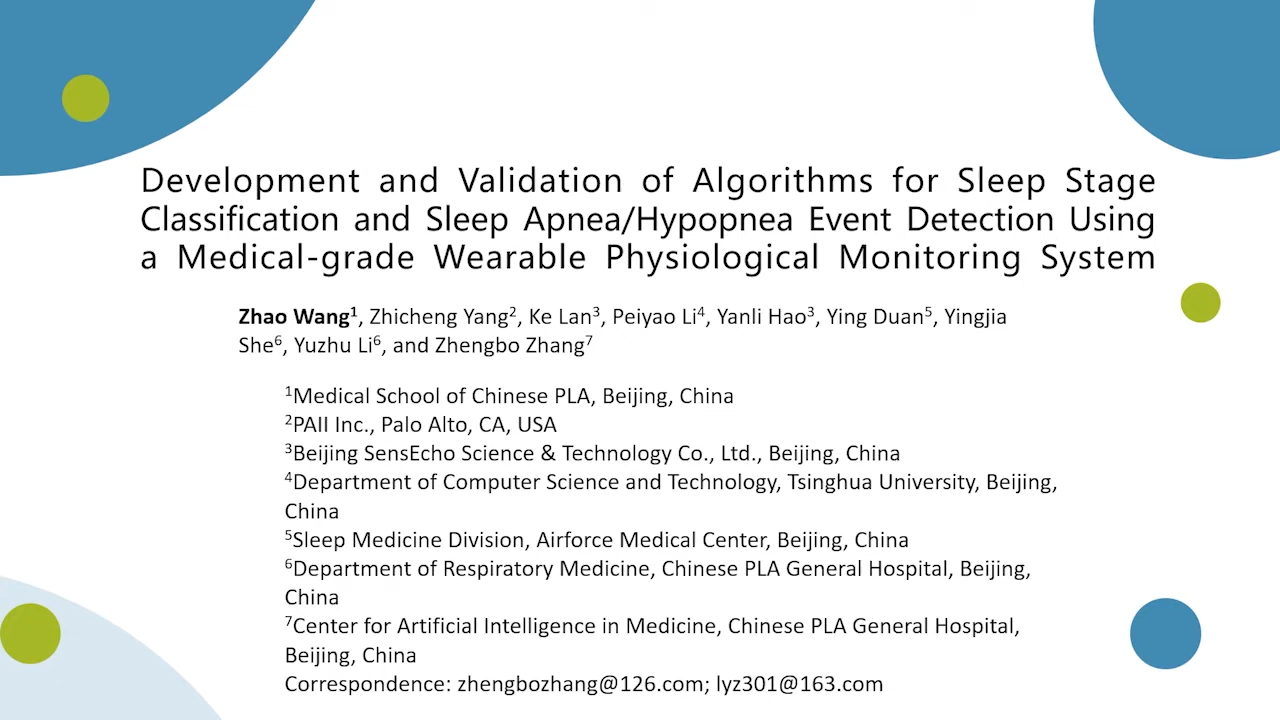 Development and Validation of Algorithms for Sleep Stage
Classification and Sleep Apnea/Hypopnea Event Detection Using
a Medical-grade Wearable Physiological Monitoring System
Zhao Wang¹, Zhicheng Yang², Ke Lan³, Peiyao Li⁴, Yanli Hao³, Ying Duan⁵, Yingjia
She⁶, Yuzhu Li⁶, and Zhengbo Zhang⁷
¹Medical School of Chinese PLA, Beijing, China
²PAII Inc., Palo Alto, CA, USA
³Beijing SensEcho Science & Technology Co., Ltd., Beijing, China
⁴Department of Computer Science and Technology, Tsinghua University, Beijing,
China
⁵Sleep Medicine Division, Airforce Medical Center, Beijing, China
⁶Department of Respiratory Medicine, Chinese PLA General Hospital, Beijing,
China
⁷Center for Artificial Intelligence in Medicine, Chinese PLA General Hospital,
Beijing, China
Correspondence: zhengbozhang@126.com; lyz301@163.com